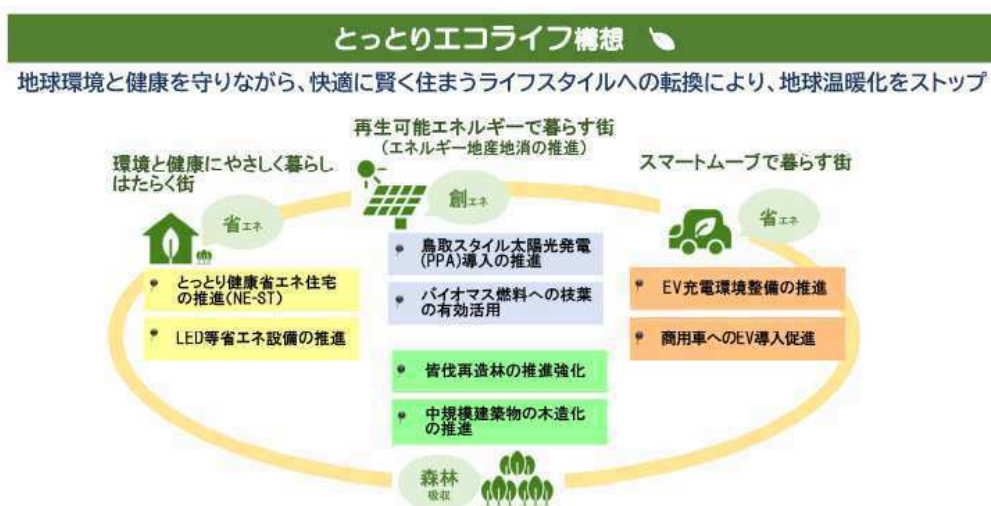 とっとりエコライフ構想
地球環境と健康を守りながら、快適に賢く住まうライフスタイルへの転換により、地球温暖化をストップ
再生可能エネルギーで暮らす街
（エネルギー地産地消の推進）
環境と健康にやさしく暮らし
はたらく街
スマートムーブで暮らす街
省エネ
創エネ
省エネ
とっとり健康省エネ住宅
の推進(NE-ST)
LED等省エネ設備の推進
鳥取スタイル太陽光発電
(PPA)導入の推進
バイオマス燃料への枝葉
の有効活用
EV充電環境整備の推進
商用車へのEV導入促進
皆伐再造林の推進強化
中規模建築物の木造化
の推進
森林
吸収